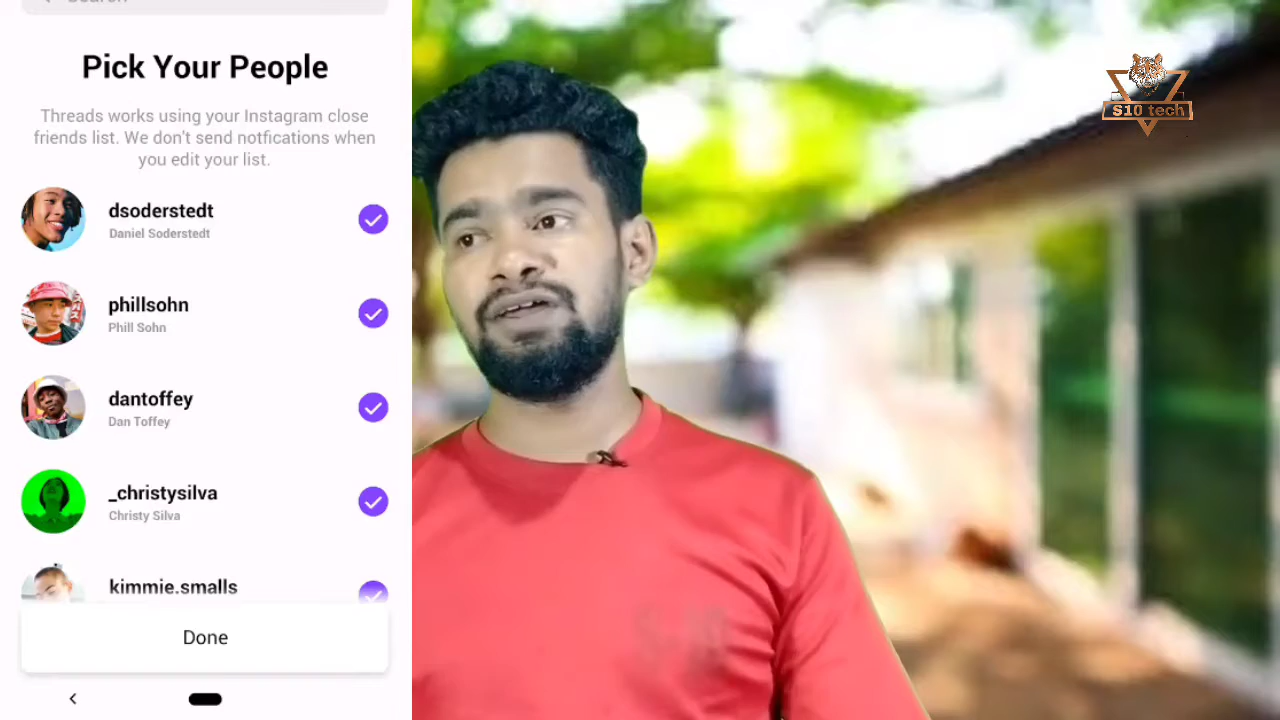 Search
Pick Your People
Threads works using your Instagram close
friends list. We don't send notfications when
you edit your list.
dsoderstedt
Daniel Soderstedt
phillsohn
Phill Sohn
dantoffey
Dan Toffey
_christysilva
Christy Silva
kimmie.smalls
Done
S10 tech